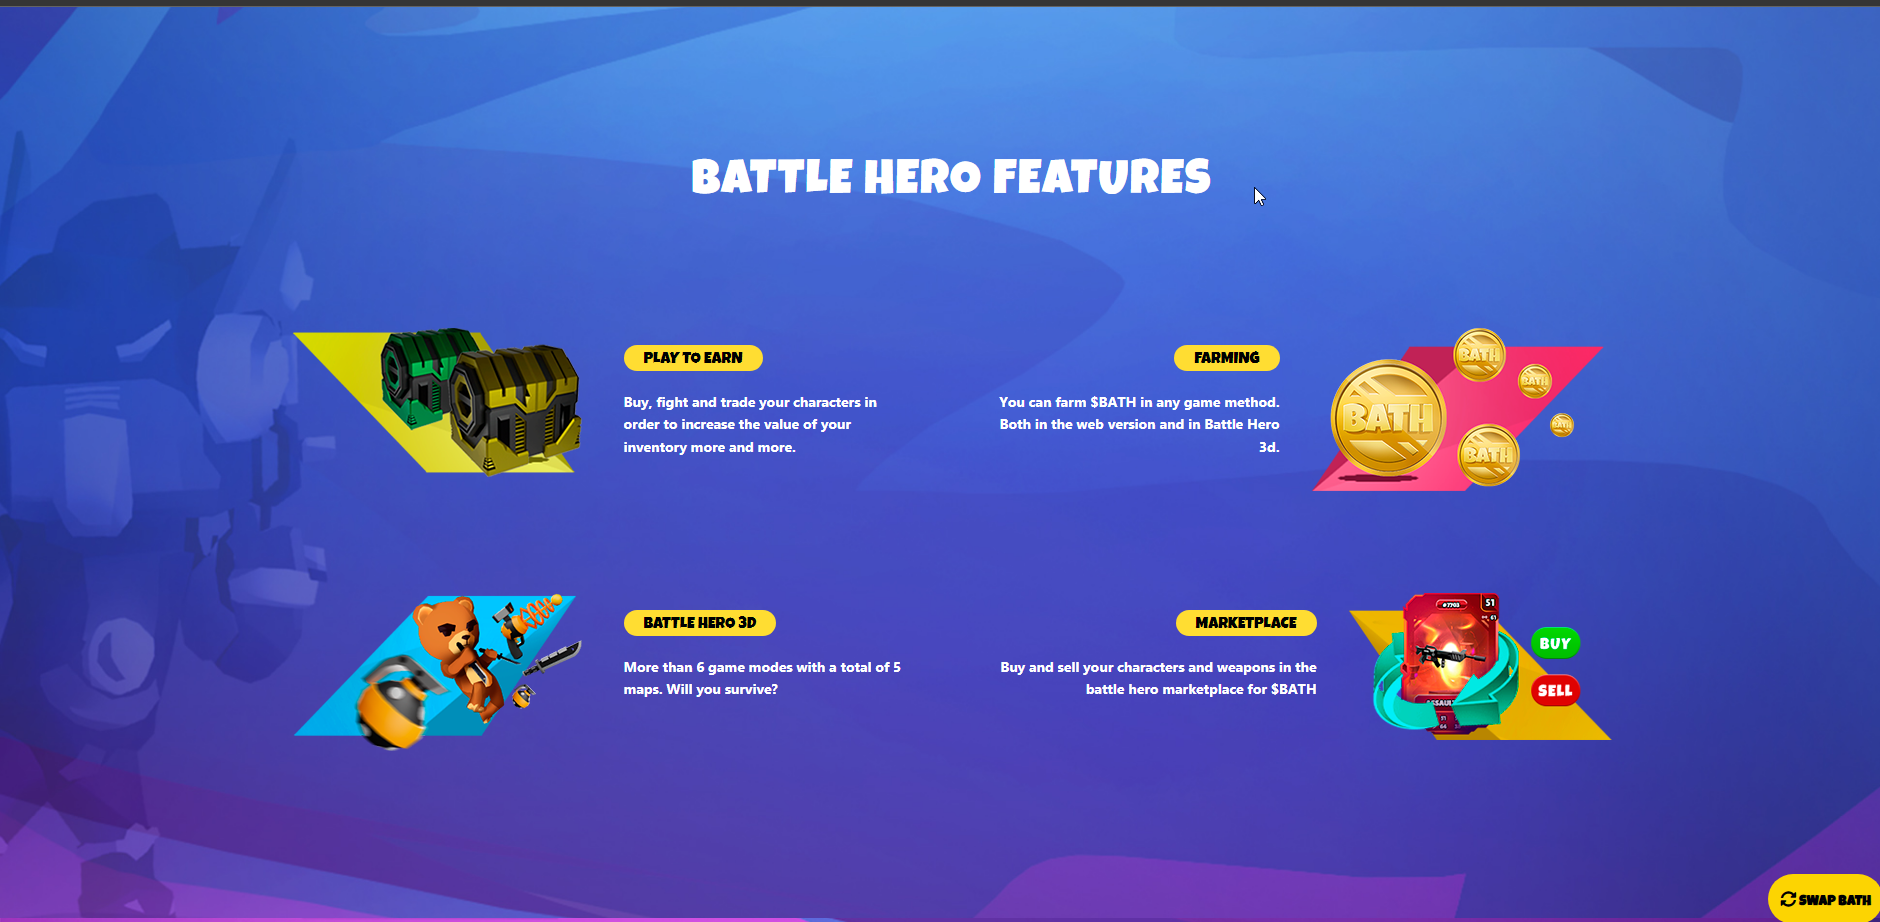 BATTLE HERO FEATURES
PLAY TO EARN
Buy, fight and trade your characters in
order to increase the value of your
inventory more and more.
FARMING
You can farm $BATH in any game method.
Both in the web version and in Battle Hero
3d.
BATH
BATH
BATH
BATH
BATH
BATTLE HERO 3D
More than 6 game modes with a total of 5
maps. Will you survive?
MARKETPLACE
Buy and sell your characters and weapons in the
battle hero marketplace for $BATH
#7703
51
BUY
SELL
SWAP BATH